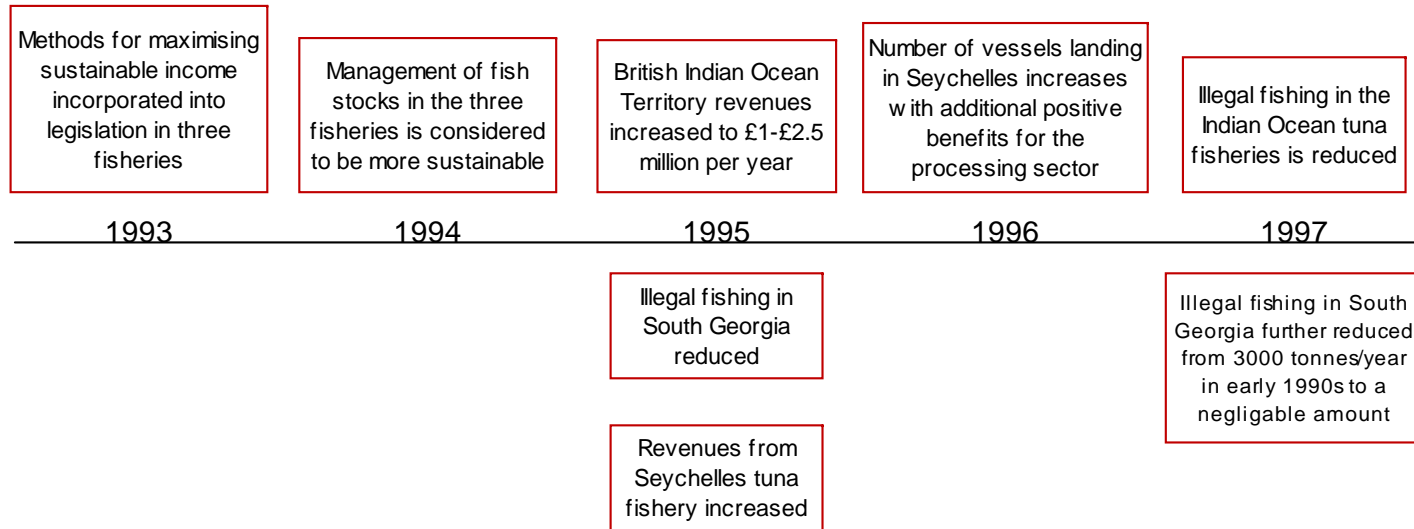 Methods for maximising
sustainable income
incorporated into
legislation in three
fisheries
Management of fish
stocks in the three
fisheries is considered
to be more sustainable
British Indian Ocean
Territory revenues
increased to £1-£2.5
million per year
Number of vessels landing
in Seychelles increases
with additional positive
benefits for the
processing sector
Illegal fishing in the
Indian Ocean tuna
fisheries is reduced
1993
1994
1995
1996
1997
Illegal fishing in
South Georgia
reduced
Illegal fishing in South
Georgia further reduced
from 3000 tonnes/year
in early 1990s to a
negligable amount
Revenues from
Seychelles tuna
fishery increased